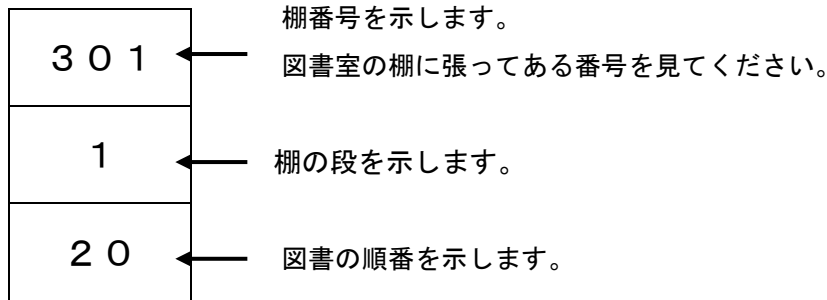 棚番号を示します。
３０１
図書室の棚に張ってある番号を見てください。
１
棚の段を示します。
２０
図書の順番を示します。